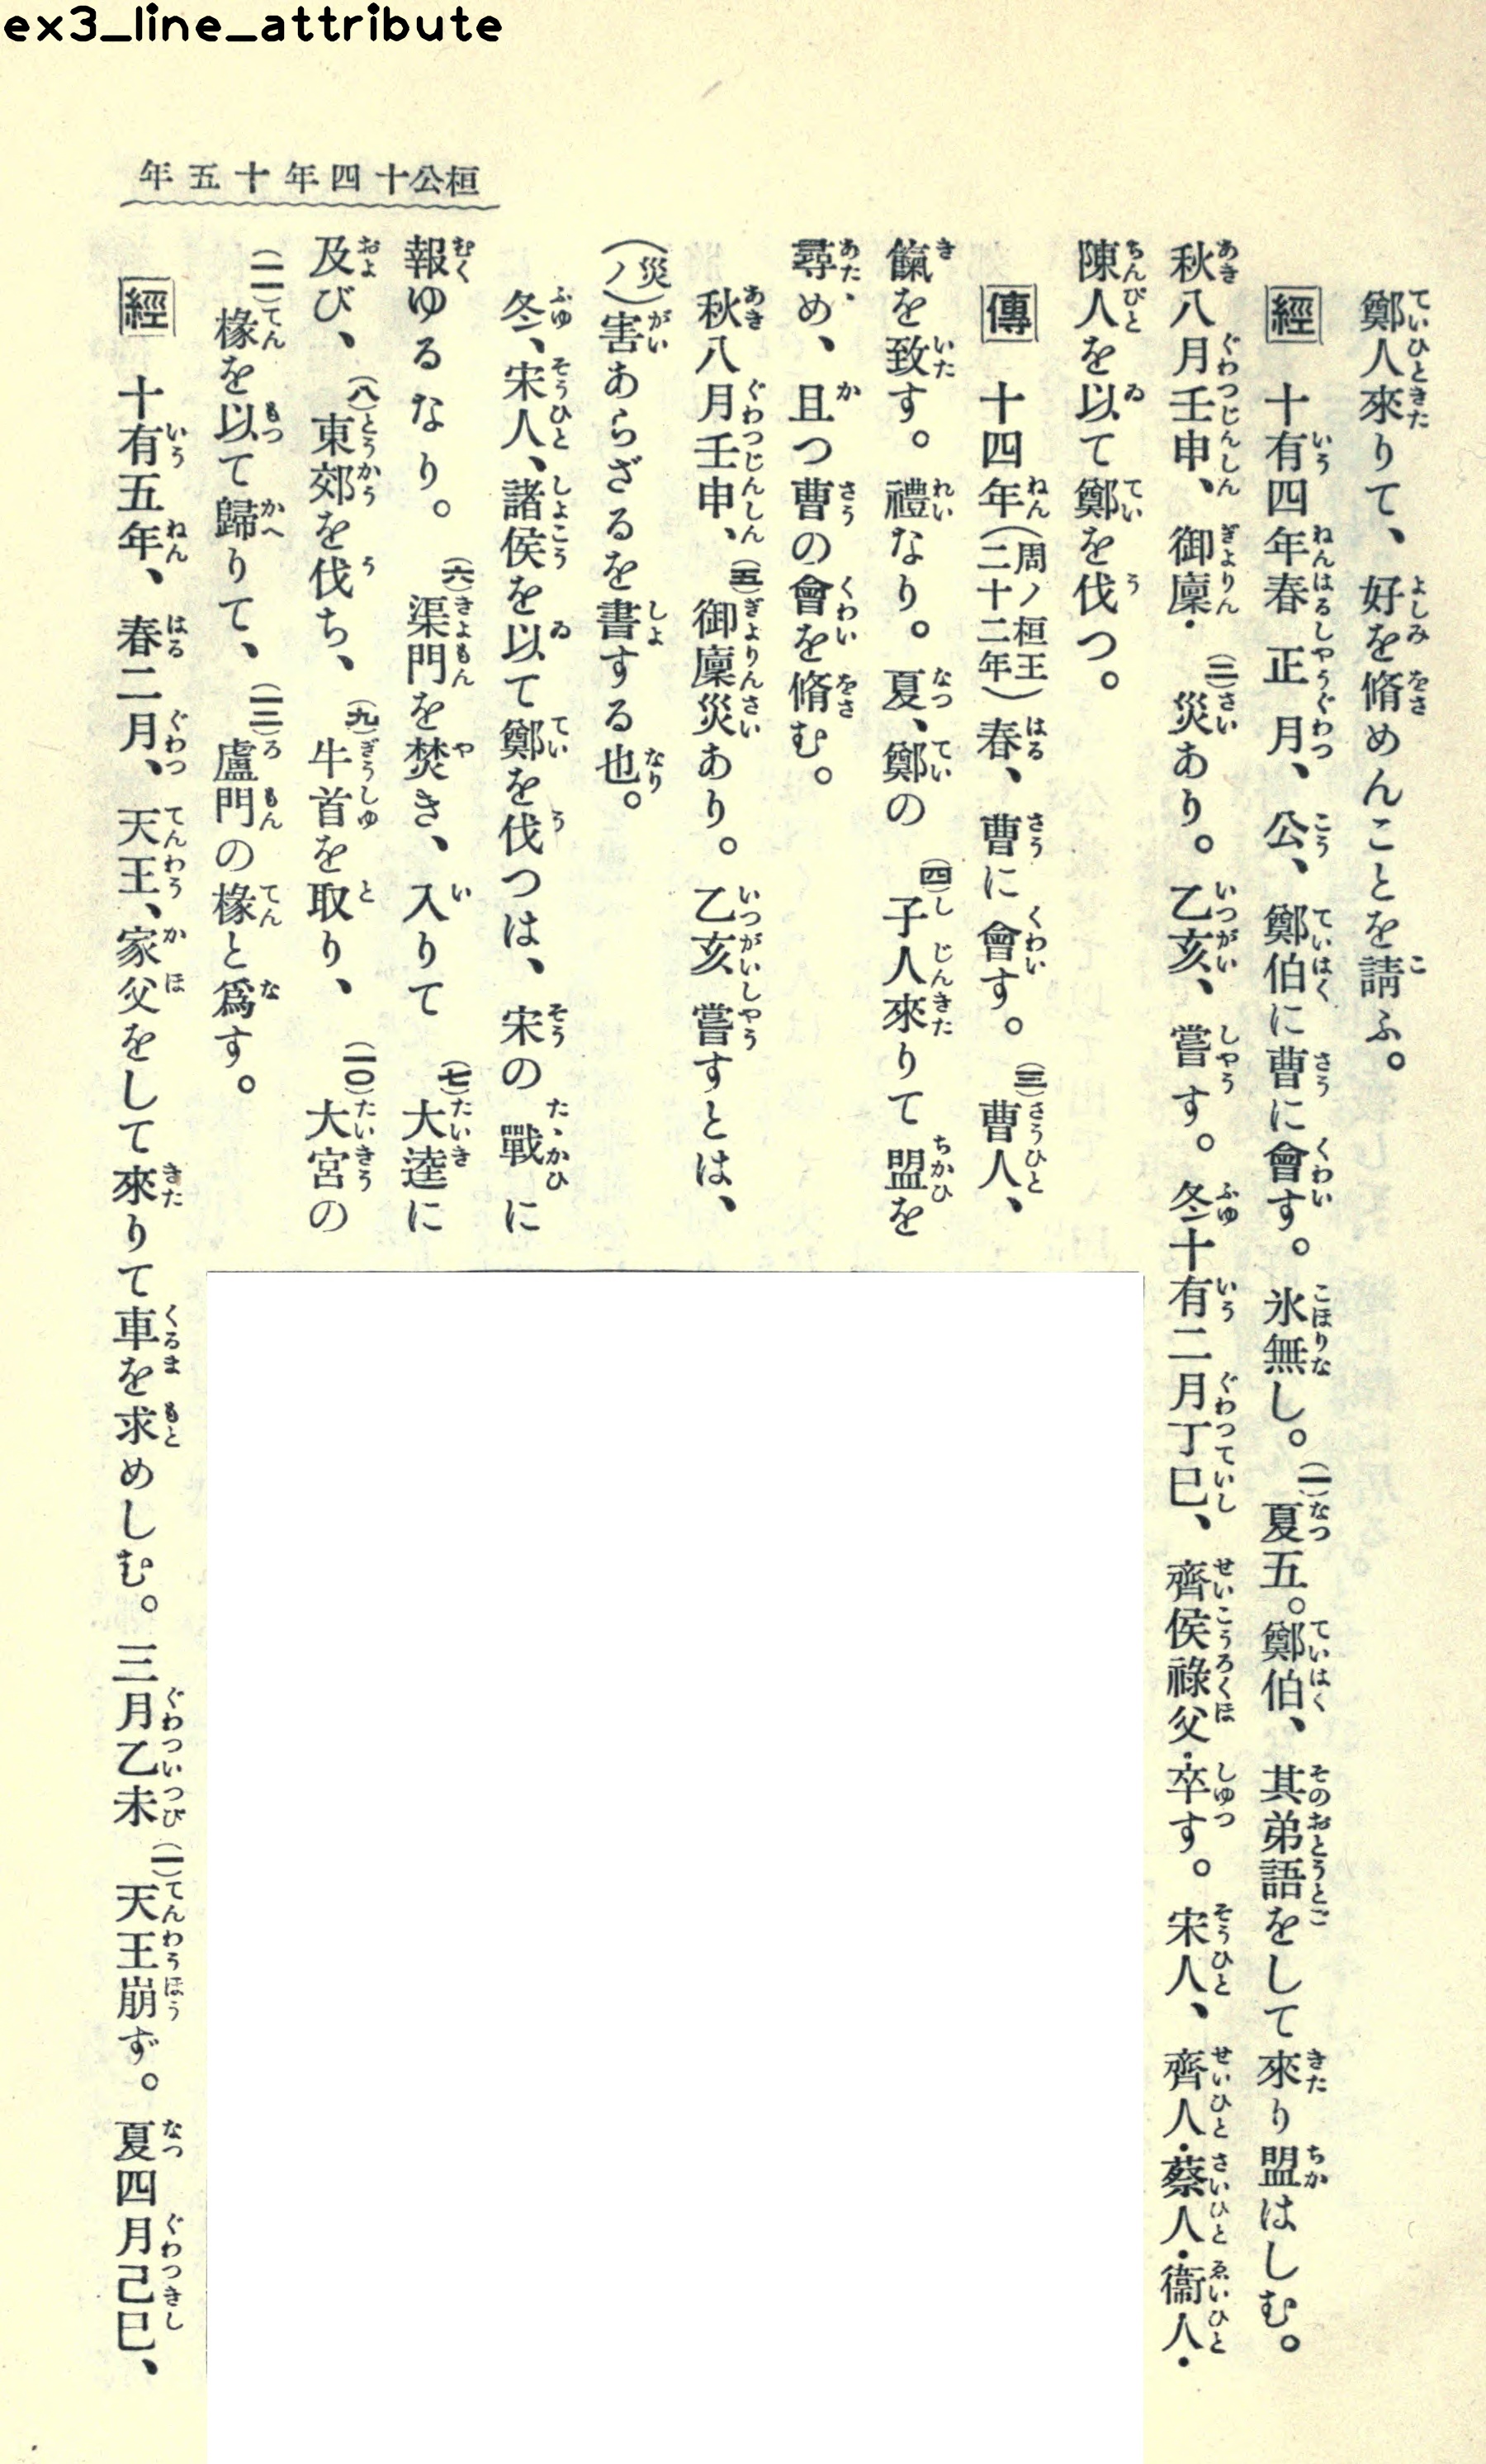 ex3_line_attribute
桓公十四年十五年
鄭人來りて、好を脩めんことを請ふ。
經　十有四年春正月、公、鄭伯に曹に會す。氷無し。(一)夏五。鄭伯、其弟語をして來り盟はしむ。
秋八月壬申、御廩・(二)災あり。乙亥、嘗す。冬十有二月丁巳、齊侯祿父・卒す。宋人、齊人・蔡人・衞人・
陳人を以て鄭を伐つ。
傳　十四年(周ノ桓王二十二年)春、曹に會す。(三)曹人、
餼を致す。禮なり。夏、鄭の(四)子人來りて盟を
尋め、且つ曹の會を脩む。
秋八月壬申、(五)御廩災あり。乙亥嘗すとは、
(災ノ)害あらざるを書する也。
冬、宋人、諸侯を以て鄭を伐つは、宋の戰に
報ゆるなり。(六)渠門を焚き、入りて(七)大逵に
及び、(八)東郊を伐ち、(九)牛首を取り、(一〇)大宮の
(一一)椽を以て歸りて、(一二)盧門の椽と爲す。
經　十有五年、春二月、天王、家父をして來りて車を求めしむ。三月乙未(一)天王崩ず。夏四月己巳、